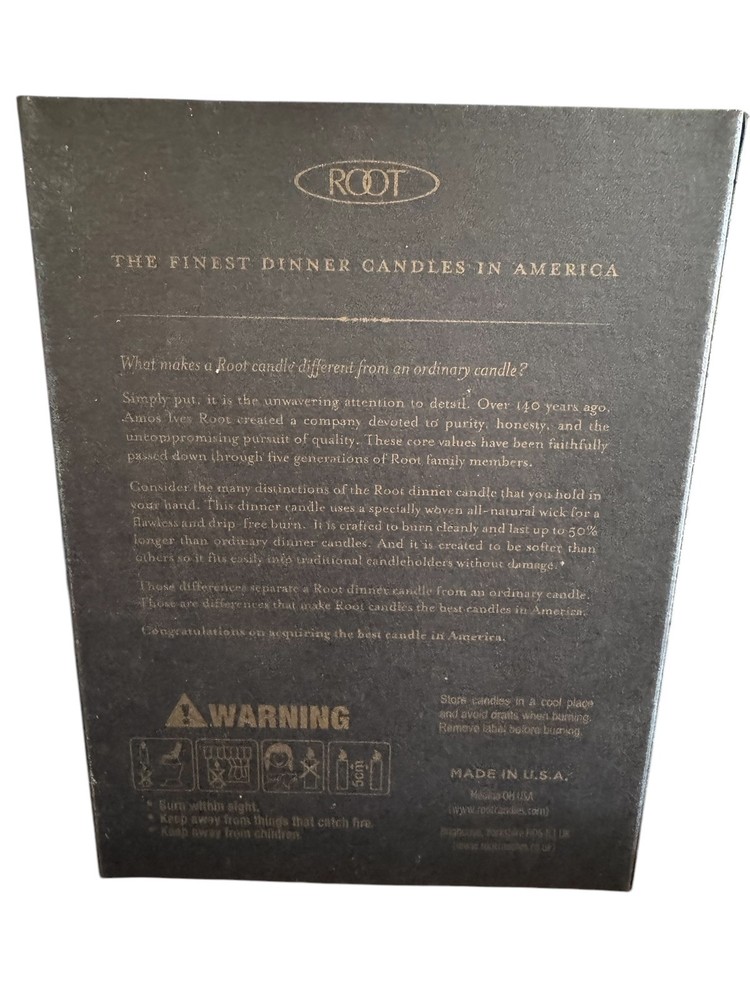 ROOT
THE FINEST DINNER CANDLES IN AMERICA
What makes a Root candle different from an ordinary candle?
Simply put, it is the unwavering attention to detail. Over 140 years ago,
Amos Ives Root created a company devoted to purity, honesty, and the
uncompromising pursuit of quality. These core values have been faithfully
passed down through five generations of Root family members.
Consider the many distinctions of the Root dinner candle that you hold in
your hand. This dinner candle uses a specially woven all-natural wick for a
flawless and drip-free burn. It is crafted to burn cleanly and last up to 50%
longer than ordinary dinner candles. And it is created to be softer than
others so it fits easily into traditional candleholders without damage.
Those differences separate a Root dinner candle from an ordinary candle.
Those are differences that make Root candles the best candles in America.
Congratulations on acquiring the best candle in America.
WARNING
5cm
• Burn within sight.
• Keep away from things that catch fire.
• Keep away from children.
Store candles in a cool place
and avoid drafts when burning.
Remove label before burning.
MADE IN U.S.A.
Medina OH USA
(www.rootcandles.com)
UK